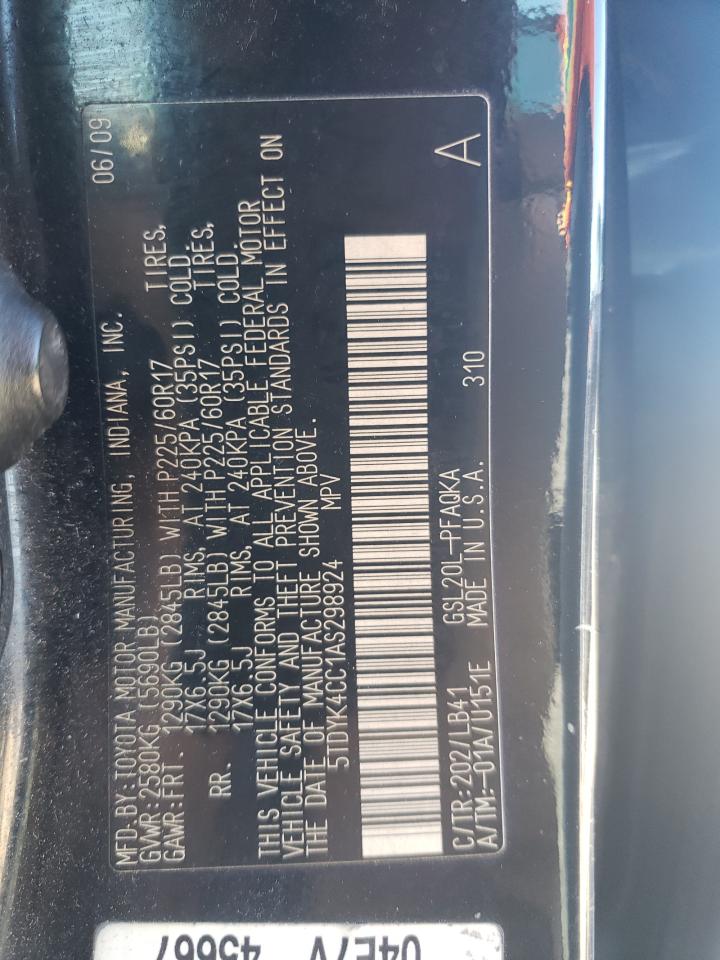 MFD.BY:TOYOTA MOTOR MANUFACTURING, INDIANA, INC. 06/09
GVWR:2580KG (5690LB)
GAWR:FRT. 1290KG (2845LB) WITH P225/60R17 TIRES,
17X6.5J RIMS, AT 240KPA (35PSI) COLD
RR. 1290KG (2845LB) WITH P225/60R17 TIRES,
17X6.5J RIMS, AT 240KPA (35PSI) COLD.
THIS VEHICLE CONFORMS TO ALL APPLICABLE FEDERAL MOTOR
VEHICLE SAFETY AND THEFT PREVENTION STANDARDS IN EFFECT ON
THE DATE OF MANUFACTURE SHOWN ABOVE.
5TDYK4CC1AS298924 MPV
C/TR:202/LB41 GSL20L-PFAQKA A
A/TM:-01A/U151E MADE IN U.S.A. 310
04E7V
45667